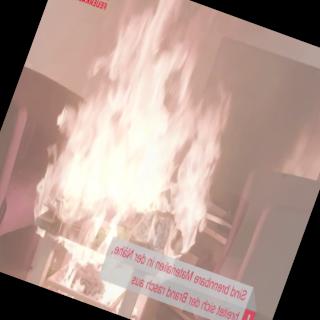 Sind brennbare Materialien in der Nähe,
breitet sich der Brand rasch aus